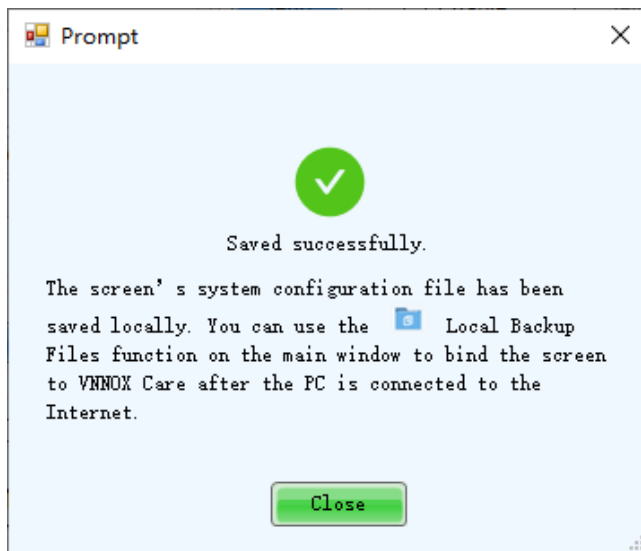 Prompt
Saved successfully.
The screen's system configuration file has been
saved locally. You can use the Local Backup
Files function on the main window to bind the screen
to VNNOX Care after the PC is connected to the
Internet.
Close